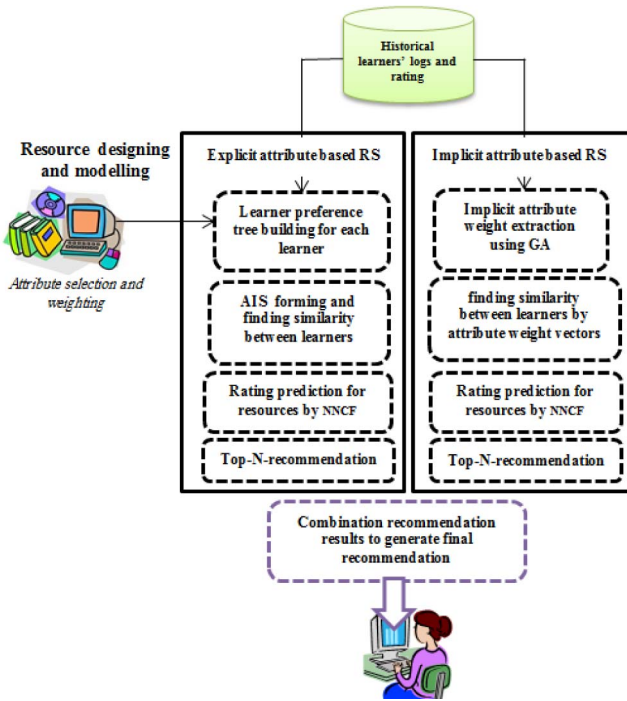 Historical
learners' logs and
rating
Resource designing
and modelling
Attribute selection and
weighting
Explicit attribute based RS
Learner preference
tree building for each
learner
AIS forming and
finding similarity
between learners
Rating prediction for
resources by NNCF
Top-N-recommendation
Implicit attribute based RS
Implicit attribute
weight extraction
using GA
finding similarity
between learners by
attribute weight vectors
Rating prediction for
resources by NNCF
Top-N-recommendation
Combination recommendation
results to generate final
recommendation